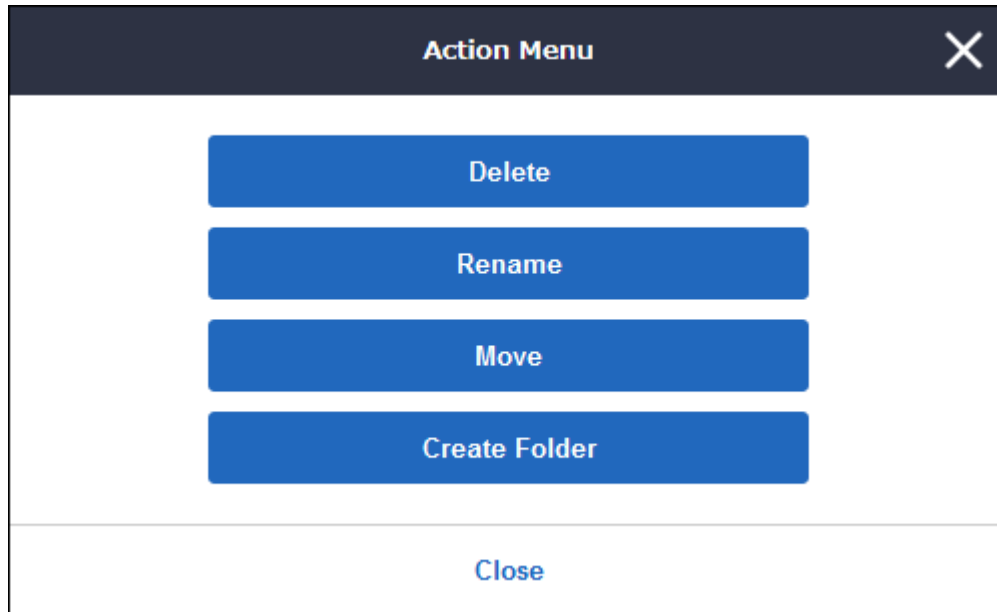 Action Menu
Delete
Rename
Move
Create Folder
Close